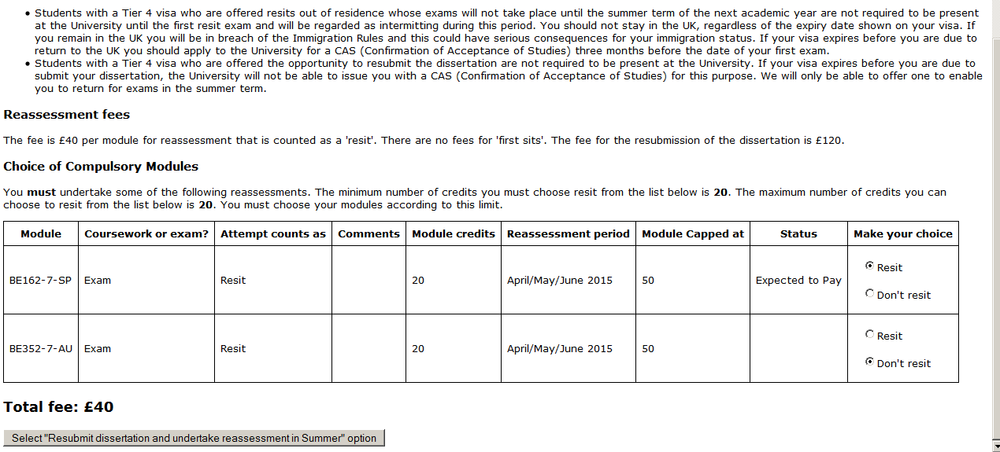 Students with a Tier 4 visa who are offered resits out of residence whose exams will not take place until the summer term of the next academic year are not required to be present
at the University until the first resit exam and will be regarded as intermitting during this period. You should not stay in the UK, regardless of the expiry date shown on your visa. If
you remain in the UK you will be in breach of the Immigration Rules and this could have serious consequences for your immigration status. If your visa expires before you are due to
return to the UK you should apply to the University for a CAS (Confirmation of Acceptance of Studies) three months before the date of your first exam.
Students with a Tier 4 visa who are offered the opportunity to resubmit the dissertation are not required to be present at the University. If your visa expires before you are due to
submit your dissertation, the University will not be able to issue you with a CAS (Confirmation of Acceptance of Studies) for this purpose. We will only be able to offer one to enable
you to return for exams in the summer term.
Reassessment fees
The fee is £40 per module for reassessment that is counted as a 'resit'. There are no fees for 'first sits'. The fee for the resubmission of the dissertation is £120.
Choice of Compulsory Modules
You must undertake some of the following reassessments. The minimum number of credits you must choose resit from the list below is 20. The maximum number of credits you can
choose to resit from the list below is 20. You must choose your modules according to this limit.
Module Coursework or exam? Attempt counts as Comments Module credits Reassessment period Module Capped at Status Make your choice
Resit
BE162-7-SP Exam Resit 20 April/May/June 2015 50 Expected to Pay
Don't resit
Resit
BE352-7-AU Exam Resit 20 April/May/June 2015 50
Don't resit
Total fee: £40
Select "Resubmit dissertation and undertake reassessment in Summer" option